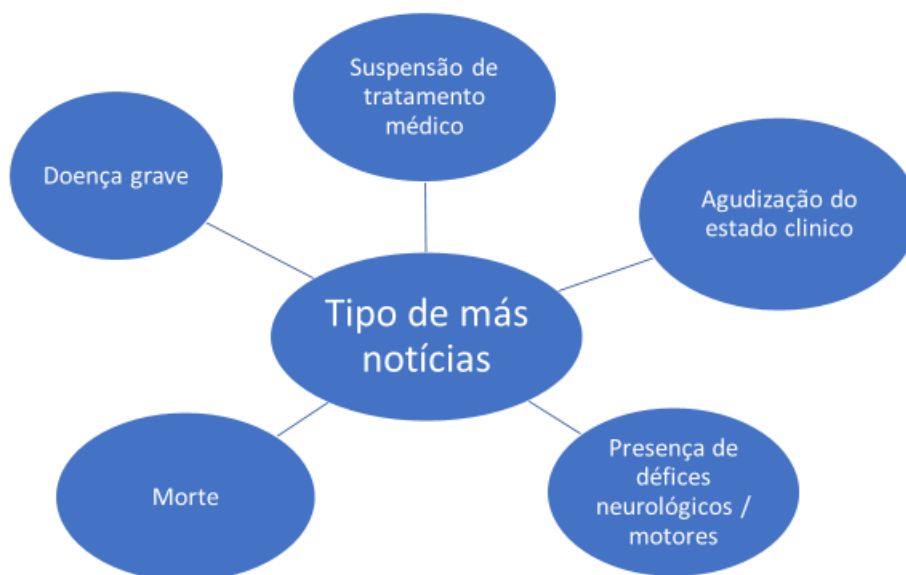 Suspensão de
tratamento
médico
Doença grave
Agudização do
estado clinico
Tipo de más
notícias
Morte
Presença de
défices
neurológicos /
motores